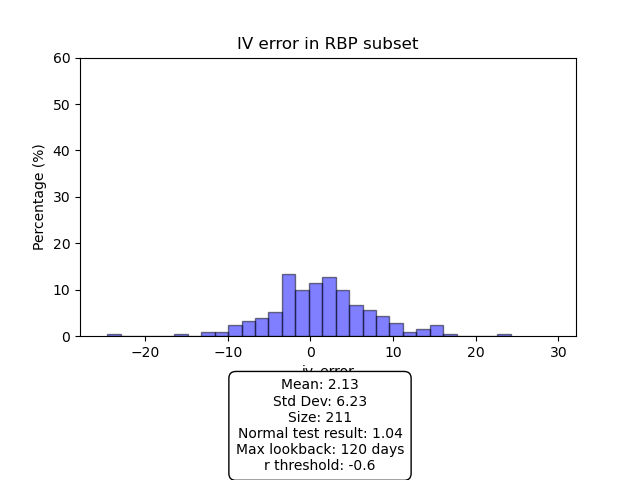 IV error in RBP subset
60
50
40
30
20
10
0
Percentage (%)
−20 −10 0 10 20 30
iv_error
Mean: 2.13
Std Dev: 6.23
Size: 211
Normal test result: 1.04
Max lookback: 120 days
r threshold: -0.6